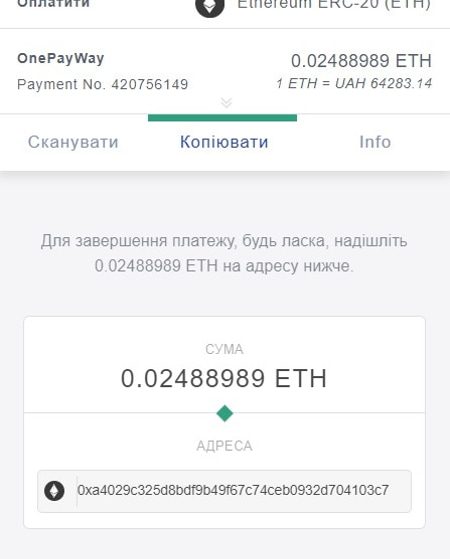 Оплатити
Ethereum ERC-20 (ETH)
OnePayWay
0.02488989 ETH
Payment No. 420756149
1 ETH = UAH 64283.14
Сканувати
Копіювати
Info
Для завершення платежу, будь ласка, надішліть
0.02488989 ETH на адресу нижче.
СУМА
0.02488989 ETH
АДРЕСА
0xa4029c325d8bdf9b49f67c74ceb0932d704103c7